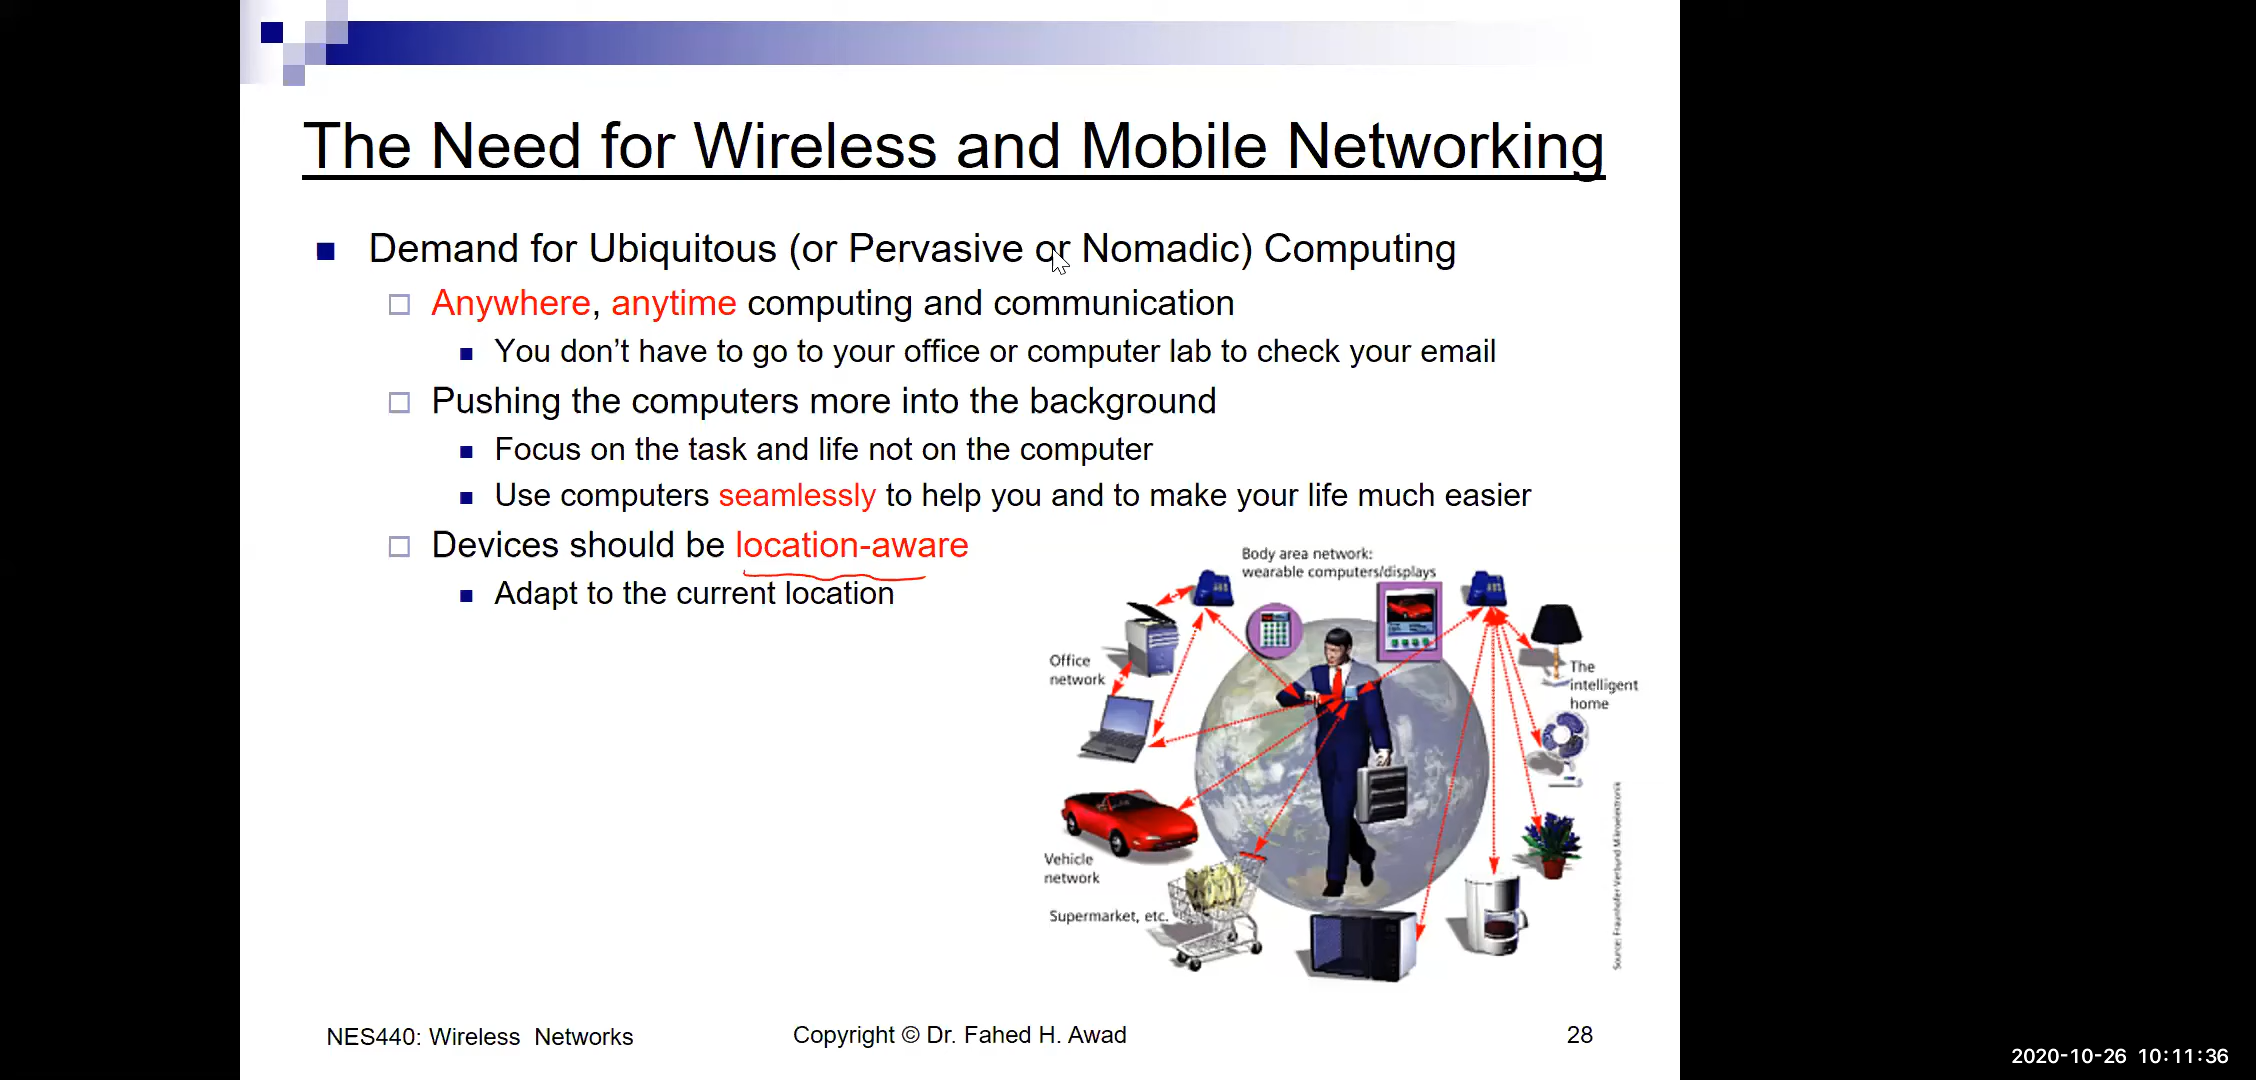 The Need for Wireless and Mobile Networking
Demand for Ubiquitous (or Pervasive or Nomadic) Computing
Anywhere, anytime computing and communication
You don’t have to go to your office or computer lab to check your email
Pushing the computers more into the background
Focus on the task and life not on the computer
Use computers seamlessly to help you and to make your life much easier
Devices should be location-aware
Adapt to the current location
Body area network:
wearable computers/displays
Office
network
The
intelligent
home
Vehicle
network
Supermarket, etc.
Source: Fraunhofer-Verbund Mikroelektronik
NES440: Wireless Networks
Copyright © Dr. Fahed H. Awad
28
2020-10-26 10:11:36